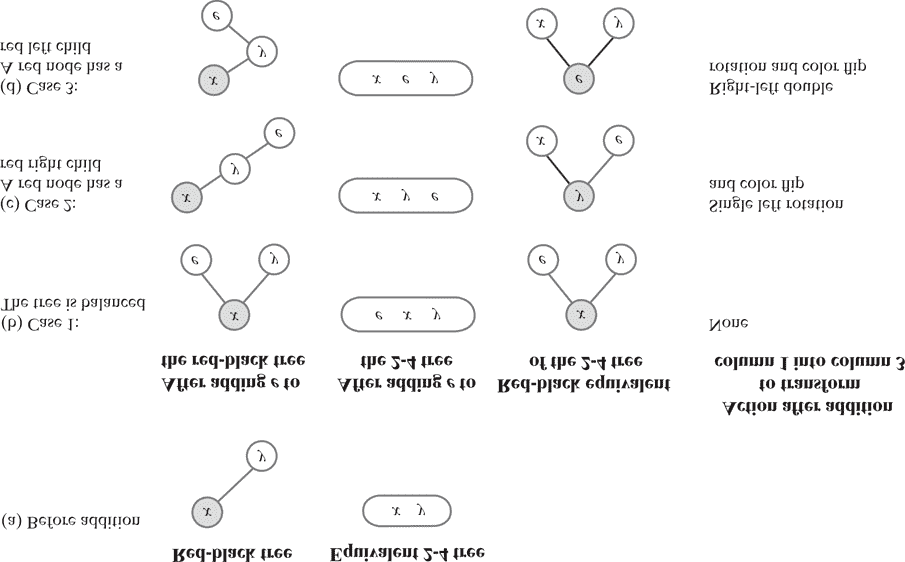 Red-black tree
Equivalent 2-4 tree
(a) Before addition
x
y
x y
After adding e to
the red-black tree
After adding e to
the 2-4 tree
Red-black equivalent
of the 2-4 tree
Action after addition
to transform
column 1 into column 3
(b) Case 1:
The tree is balanced
x
e y
e x y
x
e y
None
(c) Case 2:
A red node has a
red right child
x
y
e
x y e
y
x e
Single left rotation
and color flip
(d) Case 3:
A red node has a
red left child
x
y
e
x e y
e
x y
Right-left double
rotation and color flip